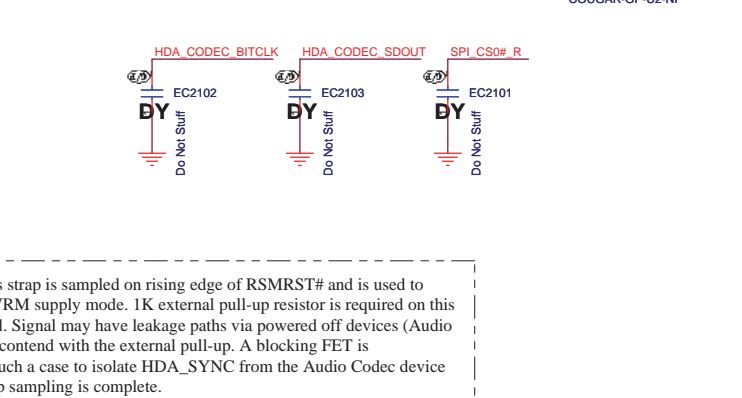 HDA_CODEC_BITCLK HDA_CODEC_SDOUT SPI_CS0#_R
EC2102 EC2103 EC2101
DY DY DY
Do Not Stuff Do Not Stuff Do Not Stuff
s strap is sampled on rising edge of RSMRST# and is used to
VRM supply mode. 1K external pull-up resistor is required on this
l. Signal may have leakage paths via powered off devices (Audio
contend with the external pull-up. A blocking FET is
uch a case to isolate HDA_SYNC from the Audio Codec device
p sampling is complete.